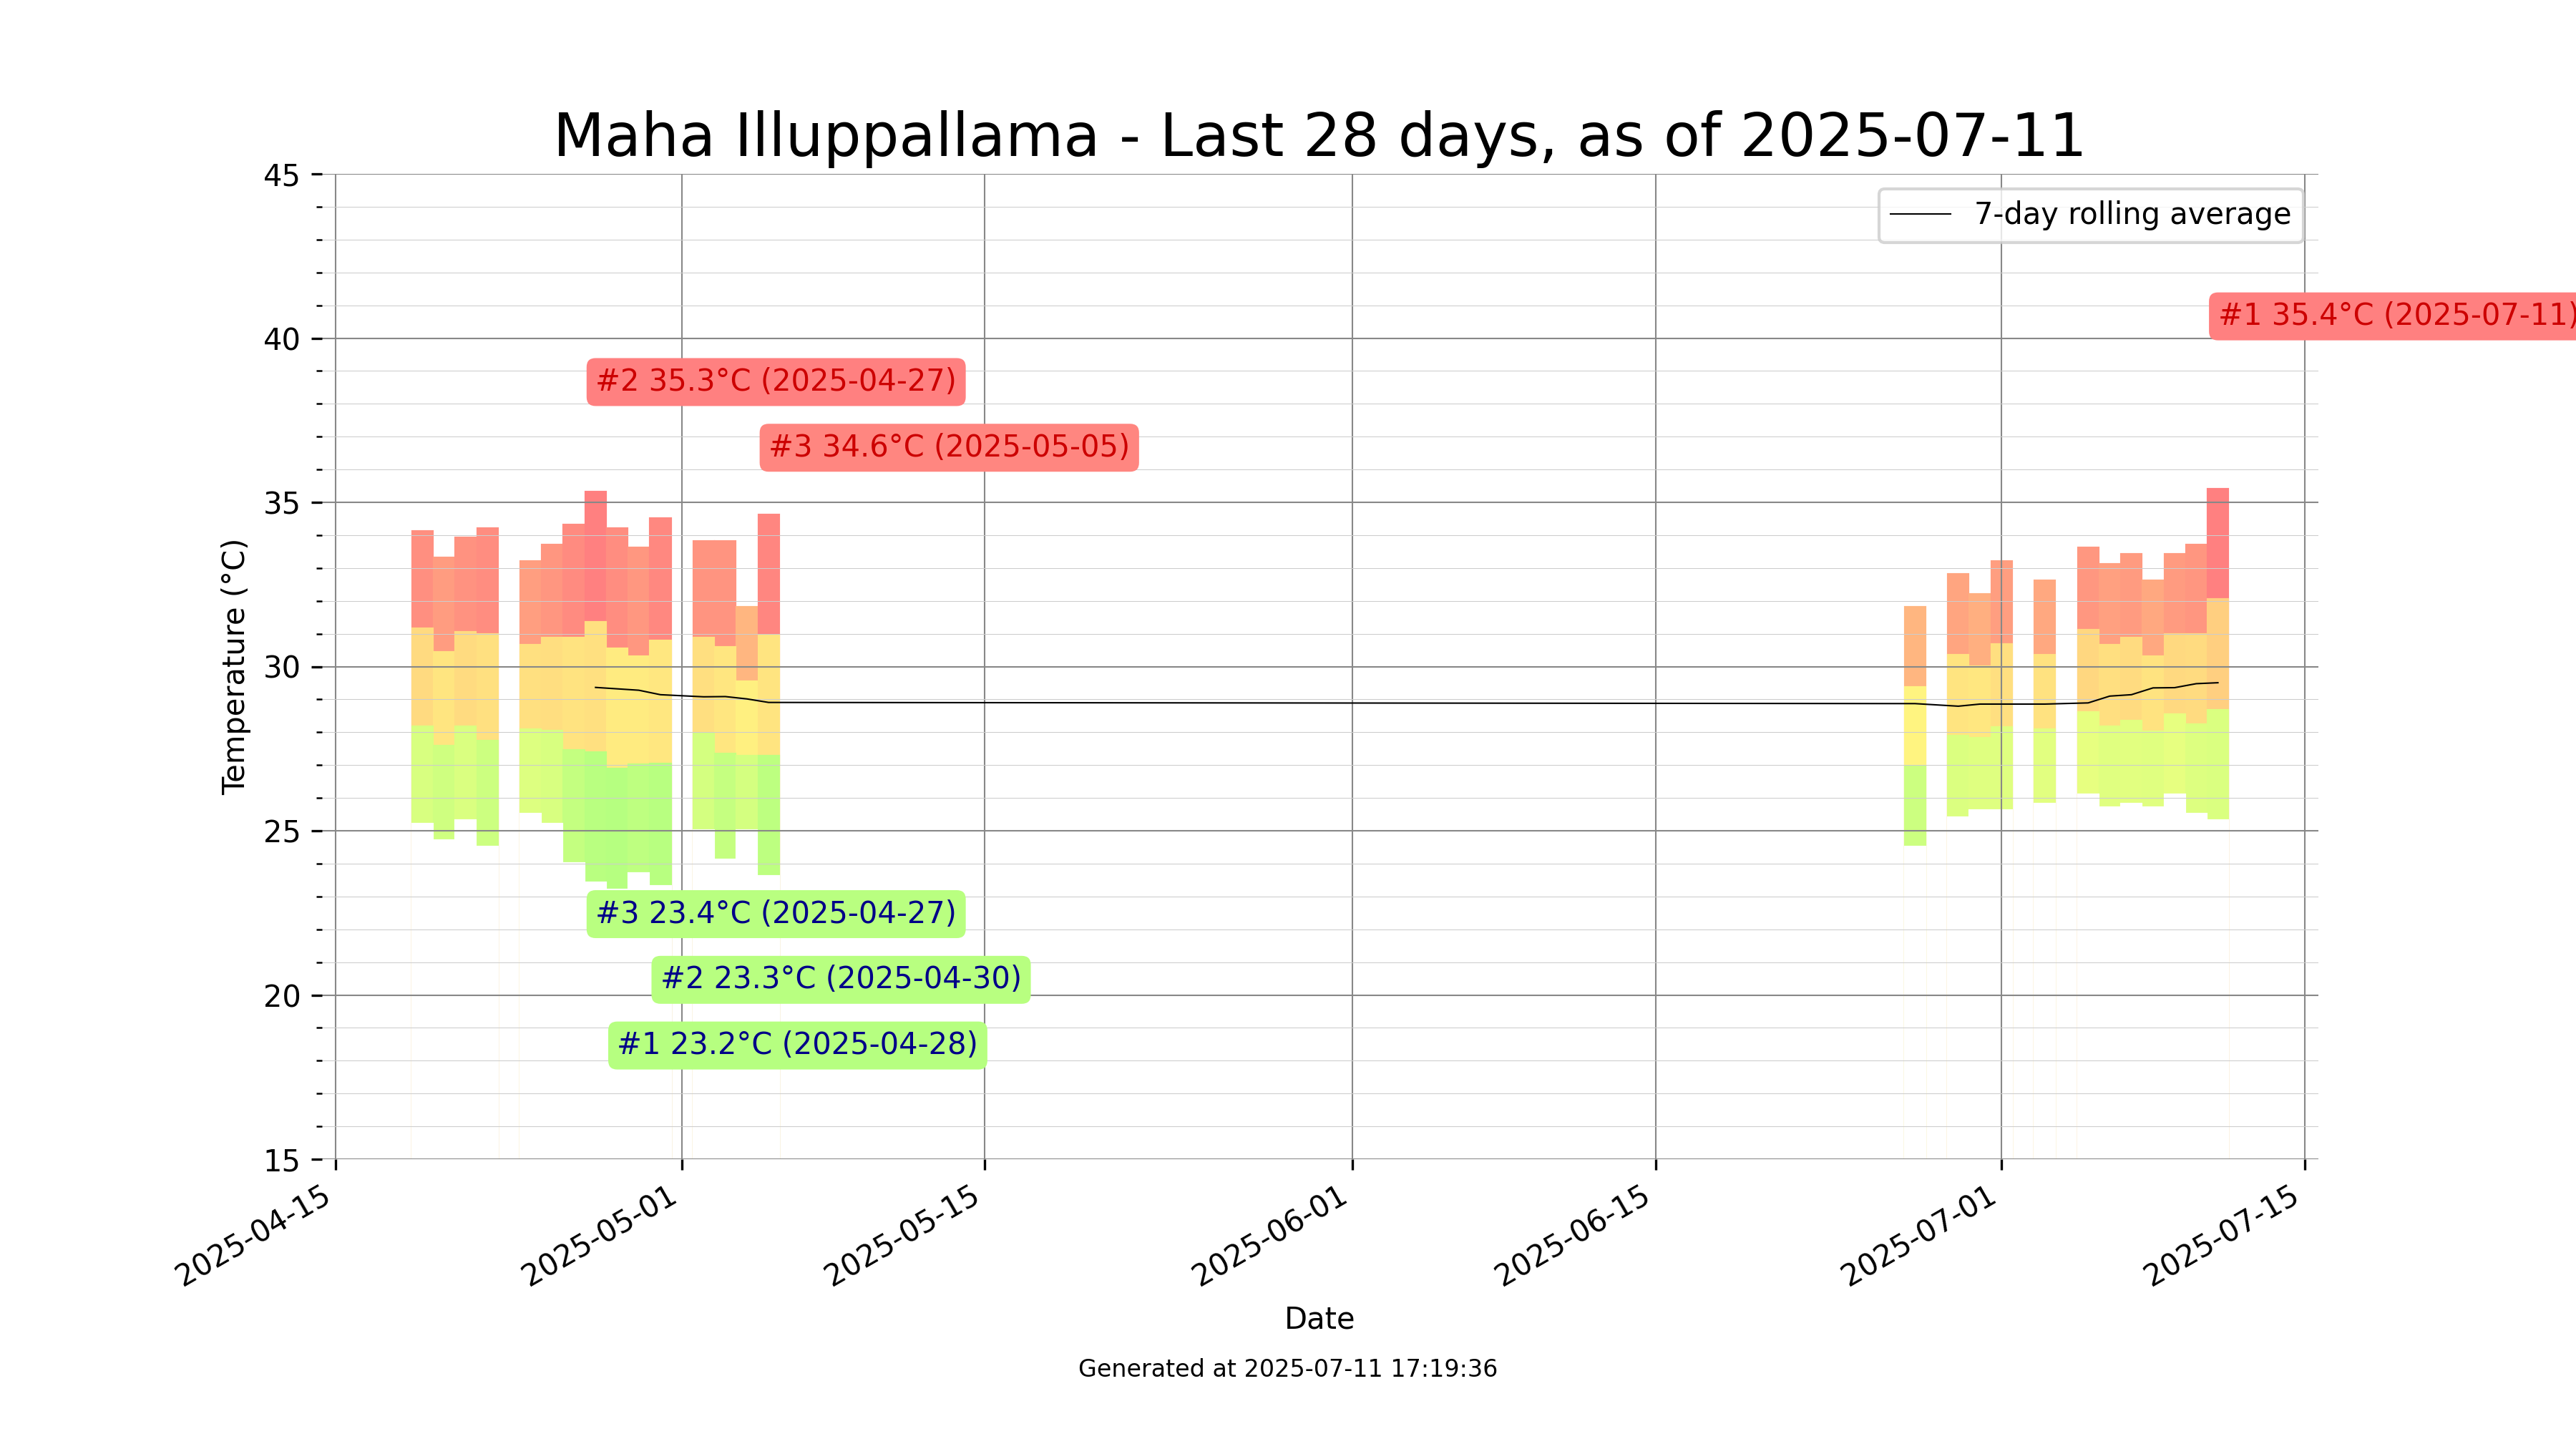 Maha Illuppallama - Last 28 days, as of 2025-07-11
45
40
35
30
25
20
15
Temperature (°C)
7-day rolling average
#1 35.4°C (2025-07-11)
#2 35.3°C (2025-04-27)
#3 34.6°C (2025-05-05)
#3 23.4°C (2025-04-27)
#2 23.3°C (2025-04-30)
#1 23.2°C (2025-04-28)
2025-04-15
2025-05-01
2025-05-15
2025-06-01
2025-06-15
2025-07-01
2025-07-15
Date
Generated at 2025-07-11 17:19:36